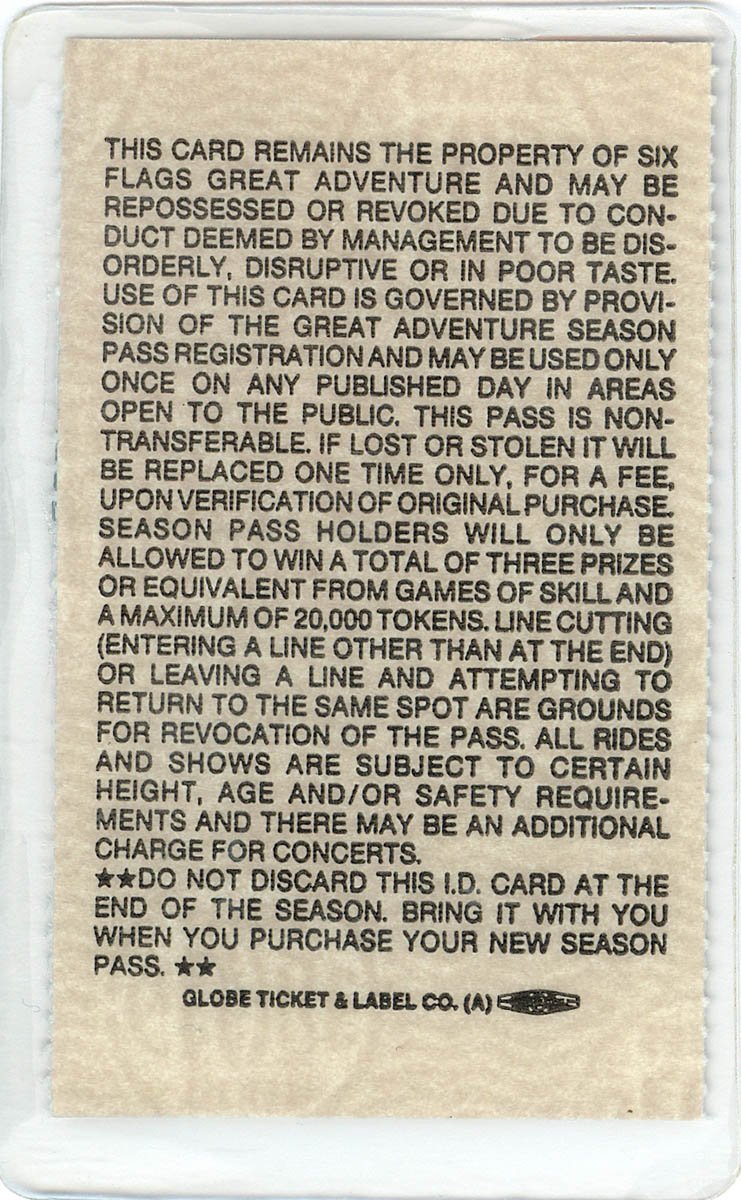 THIS CARD REMAINS THE PROPERTY OF SIX
FLAGS GREAT ADVENTURE AND MAY BE
REPOSSESSED OR REVOKED DUE TO CON-
DUCT DEEMED BY MANAGEMENT TO BE DIS-
ORDERLY, DISRUPTIVE OR IN POOR TASTE.
USE OF THIS CARD IS GOVERNED BY PROVI-
SION OF THE GREAT ADVENTURE SEASON
PASS REGISTRATION AND MAY BE USED ONLY
ONCE ON ANY PUBLISHED DAY IN AREAS
OPEN TO THE PUBLIC. THIS PASS IS NON-
TRANSFERABLE. IF LOST OR STOLEN IT WILL
BE REPLACED ONE TIME ONLY, FOR A FEE,
UPON VERIFICATION OF ORIGINAL PURCHASE.
SEASON PASS HOLDERS WILL ONLY BE
ALLOWED TO WIN A TOTAL OF THREE PRIZES
OR EQUIVALENT FROM GAMES OF SKILL AND
A MAXIMUM OF 20,000 TOKENS. LINE CUTTING
(ENTERING A LINE OTHER THAN AT THE END)
OR LEAVING A LINE AND ATTEMPTING TO
RETURN TO THE SAME SPOT ARE GROUNDS
FOR REVOCATION OF THE PASS. ALL RIDES
AND SHOWS ARE SUBJECT TO CERTAIN
HEIGHT, AGE AND/OR SAFETY REQUIRE-
MENTS AND THERE MAY BE AN ADDITIONAL
CHARGE FOR CONCERTS.
★★DO NOT DISCARD THIS I.D. CARD AT THE
END OF THE SEASON. BRING IT WITH YOU
WHEN YOU PURCHASE YOUR NEW SEASON
PASS. ★★
GLOBE TICKET & LABEL CO. (A)